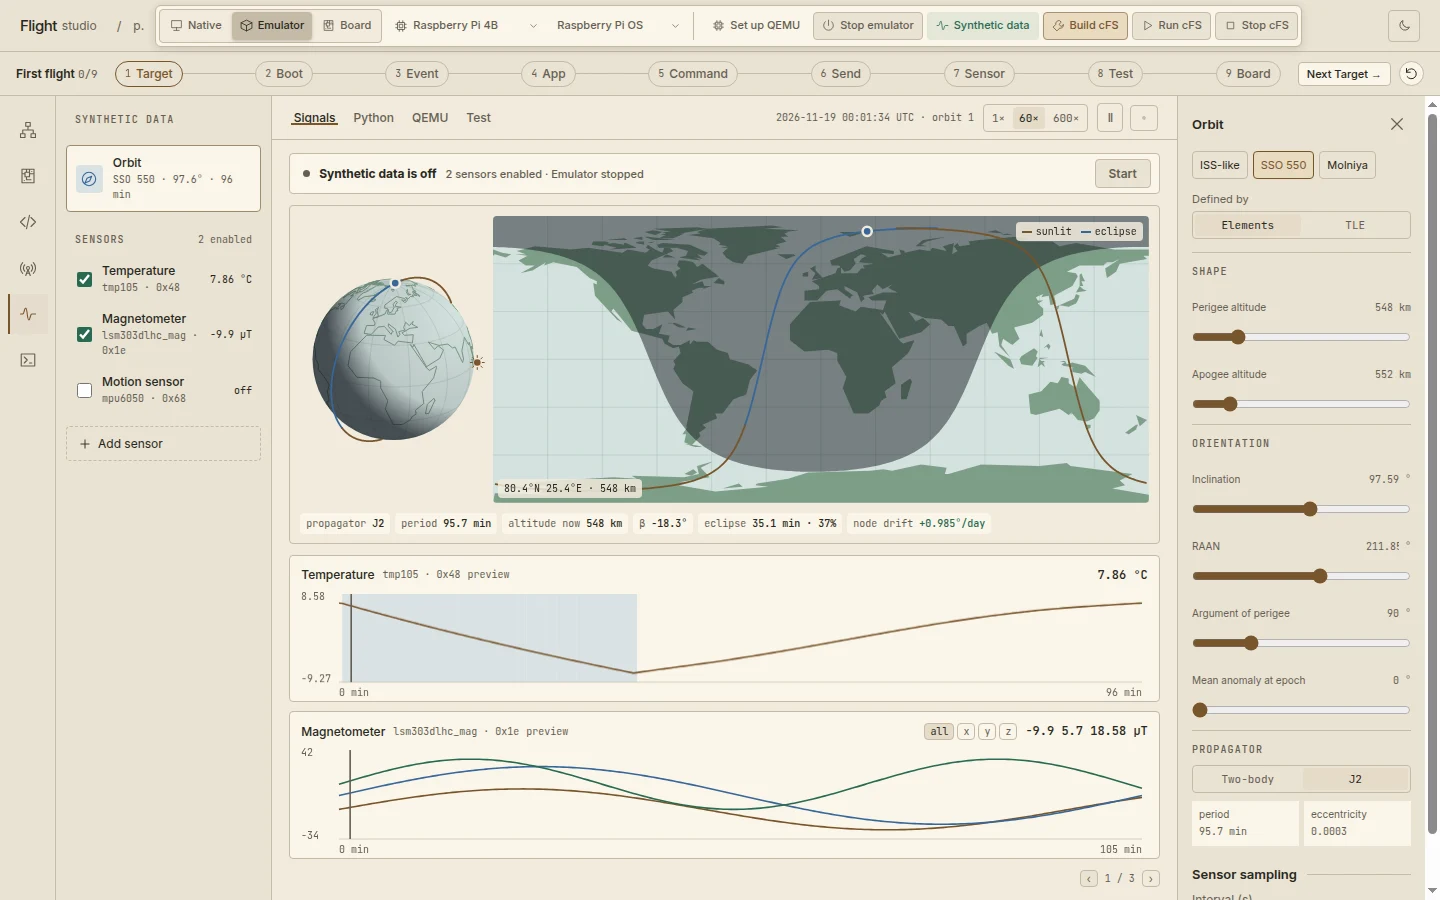 Flight studio / p. Native Emulator Board Raspberry Pi 4B Raspberry Pi OS Set up QEMU Stop emulator Synthetic data Build cFS Run cFS Stop cFS
First flight 0/9 1 Target 2 Boot 3 Event 4 App 5 Command 6 Send 7 Sensor 8 Test 9 Board Next Target →
SYNTHETIC DATA
Orbit
SSO 550 · 97.6° · 96
min
SENSORS 2 enabled
Temperature
tmp105 · 0x48
7.86 °C
Magnetometer
lsm303dlhc_mag ·
0x1e
-9.9 µT
Motion sensor
mpu6050 · 0x68
off
+ Add sensor
Signals Python QEMU Test 2026-11-19 00:01:34 UTC · orbit 1 1× 60× 600×
Synthetic data is off 2 sensors enabled · Emulator stopped Start
sunlit eclipse
80.4°N 25.4°E · 548 km
propagator J2 period 95.7 min altitude now 548 km β -18.3° eclipse 35.1 min · 37% node drift +0.985°/day
Temperature tmp105 · 0x48 preview 7.86 °C
8.58
-9.27
0 min 96 min
Magnetometer lsm303dlhc_mag · 0x1e preview all x y z -9.9 5.7 18.58 µT
42
-34
0 min 105 min
‹ 1 / 3 ›
Orbit
ISS-like SSO 550 Molniya
Defined by
Elements TLE
SHAPE
Perigee altitude 548 km
Apogee altitude 552 km
ORIENTATION
Inclination 97.59 °
RAAN 211.85 °
Argument of perigee 90 °
Mean anomaly at epoch 0 °
PROPAGATOR
Two-body J2
period eccentricity
95.7 min 0.0003
Sensor sampling
Interval (s)